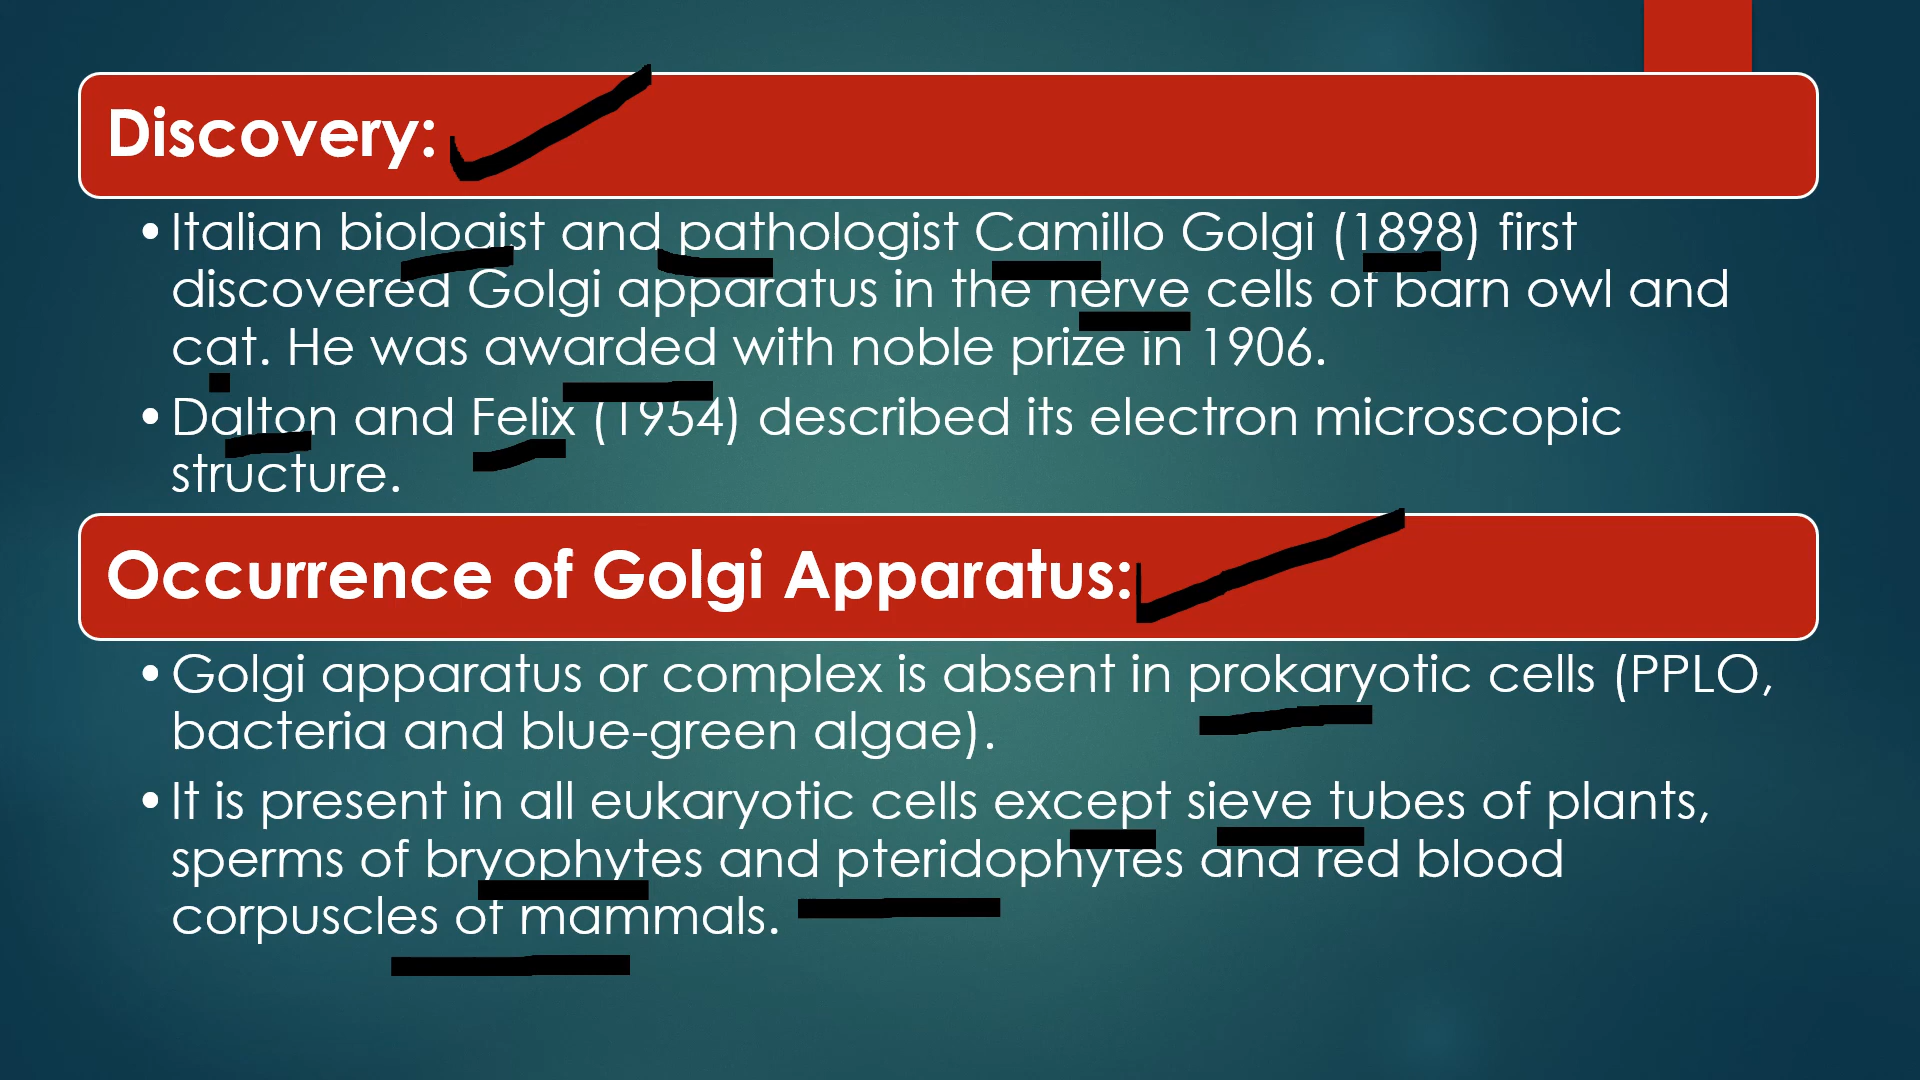 Discovery:
•Italian biologist and pathologist Camillo Golgi (1898) first
discovered Golgi apparatus in the nerve cells of barn owl and
cat. He was awarded with noble prize in 1906.
•Dalton and Felix (1954) described its electron microscopic
structure.
Occurrence of Golgi Apparatus:
•Golgi apparatus or complex is absent in prokaryotic cells (PPLO,
bacteria and blue-green algae).
•It is present in all eukaryotic cells except sieve tubes of plants,
sperms of bryophytes and pteridophytes and red blood
corpuscles of mammals.